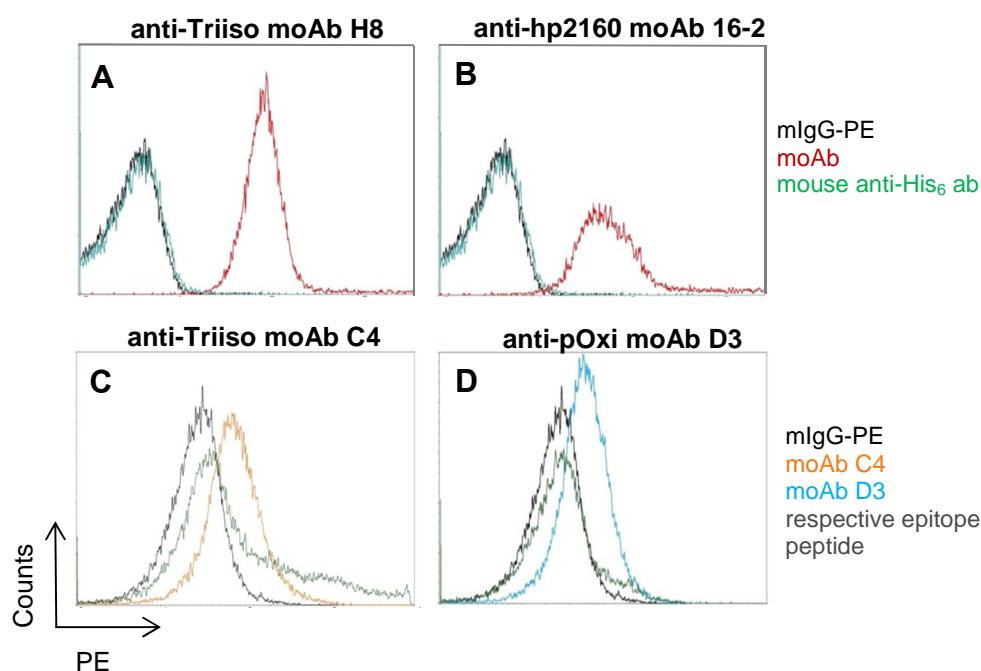 anti-Triiso moAb H8
anti-hp2160 moAb 16-2
A
B
mIgG-PE
moAb
mouse anti-His₆ ab
anti-Triiso moAb C4
anti-pOxi moAb D3
C
D
mIgG-PE
moAb C4
moAb D3
respective epitope
peptide
Counts
PE